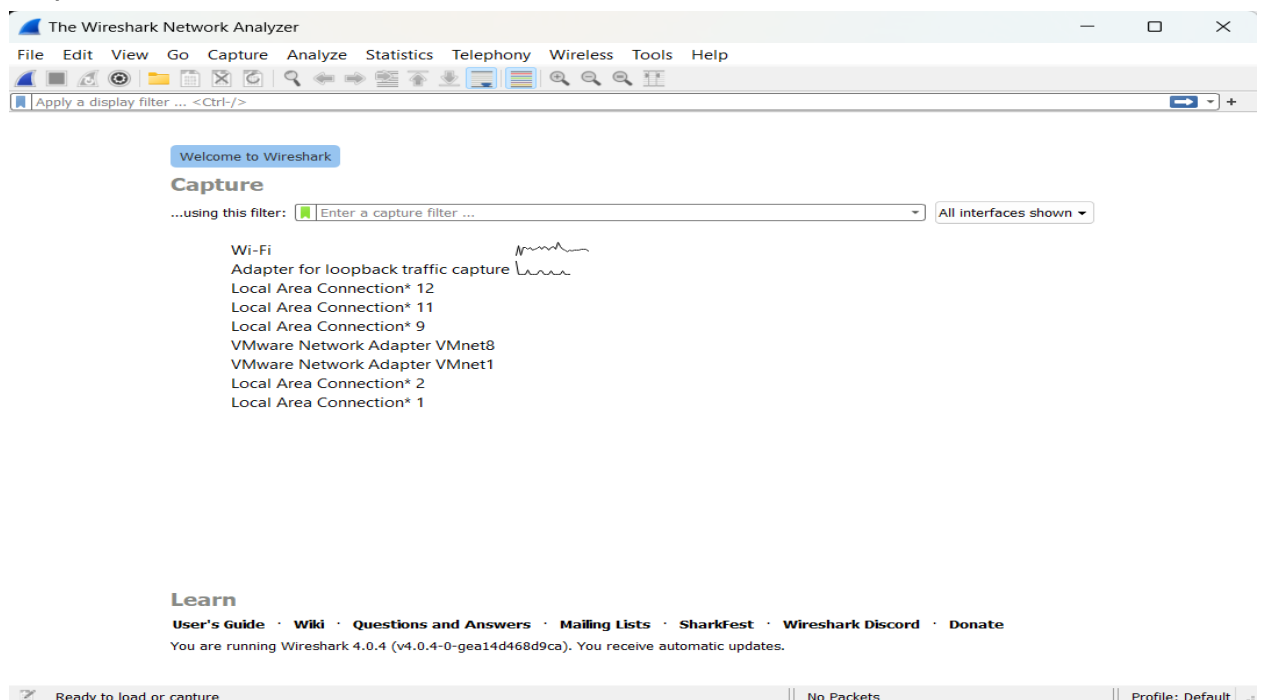 The Wireshark Network Analyzer
File Edit View Go Capture Analyze Statistics Telephony Wireless Tools Help
Apply a display filter ... <Ctrl-/>
Welcome to Wireshark
Capture
...using this filter: Enter a capture filter ... All interfaces shown
Wi-Fi
Adapter for loopback traffic capture
Local Area Connection* 12
Local Area Connection* 11
Local Area Connection* 9
VMware Network Adapter VMnet8
VMware Network Adapter VMnet1
Local Area Connection* 2
Local Area Connection* 1
Learn
User's Guide · Wiki · Questions and Answers · Mailing Lists · SharkFest · Wireshark Discord · Donate
You are running Wireshark 4.0.4 (v4.0.4-0-gea14d468d9ca). You receive automatic updates.
Ready to load or capture No Packets Profile: Default